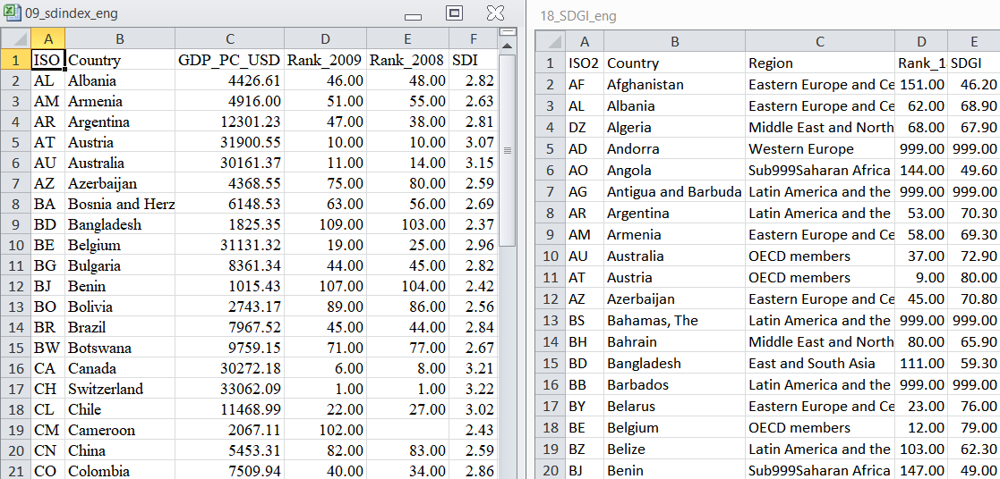 09_sdindex_eng
A B C D E F
1 ISO Country GDP_PC_USD Rank_2009 Rank_2008 SDI
2 AL Albania 4426.61 46.00 48.00 2.82
3 AM Armenia 4916.00 51.00 55.00 2.63
4 AR Argentina 12301.23 47.00 38.00 2.81
5 AT Austria 31900.55 10.00 10.00 3.07
6 AU Australia 30161.37 11.00 14.00 3.15
7 AZ Azerbaijan 4368.55 75.00 80.00 2.59
8 BA Bosnia and Herz 6148.53 63.00 56.00 2.69
9 BD Bangladesh 1825.35 109.00 103.00 2.37
10 BE Belgium 31131.32 19.00 25.00 2.96
11 BG Bulgaria 8361.34 44.00 45.00 2.82
12 BJ Benin 1015.43 107.00 104.00 2.42
13 BO Bolivia 2743.17 89.00 86.00 2.56
14 BR Brazil 7967.52 45.00 44.00 2.84
15 BW Botswana 9759.15 71.00 77.00 2.67
16 CA Canada 30272.18 6.00 8.00 3.21
17 CH Switzerland 33062.09 1.00 1.00 3.22
18 CL Chile 11468.99 22.00 27.00 3.02
19 CM Cameroon 2067.11 102.00 2.43
20 CN China 5453.31 82.00 83.00 2.59
21 CO Colombia 7509.94 40.00 34.00 2.86
18_SDGI_eng
A B C D E
1 ISO2 Country Region Rank_1 SDGI
2 AF Afghanistan Eastern Europe and Ce 151.00 46.20
3 AL Albania Eastern Europe and Ce 62.00 68.90
4 DZ Algeria Middle East and North 68.00 67.90
5 AD Andorra Western Europe 999.00 999.00
6 AO Angola Sub999Saharan Africa 144.00 49.60
7 AG Antigua and Barbuda Latin America and the 999.00 999.00
8 AR Argentina Latin America and the 53.00 70.30
9 AM Armenia Eastern Europe and Ce 58.00 69.30
10 AU Australia OECD members 37.00 72.90
11 AT Austria OECD members 9.00 80.00
12 AZ Azerbaijan Eastern Europe and Ce 45.00 70.80
13 BS Bahamas, The Latin America and the 999.00 999.00
14 BH Bahrain Middle East and North 80.00 65.90
15 BD Bangladesh East and South Asia 111.00 59.30
16 BB Barbados Latin America and the 999.00 999.00
17 BY Belarus Eastern Europe and Ce 23.00 76.00
18 BE Belgium OECD members 12.00 79.00
19 BZ Belize Latin America and the 103.00 62.30
20 BJ Benin Sub999Saharan Africa 147.00 49.00